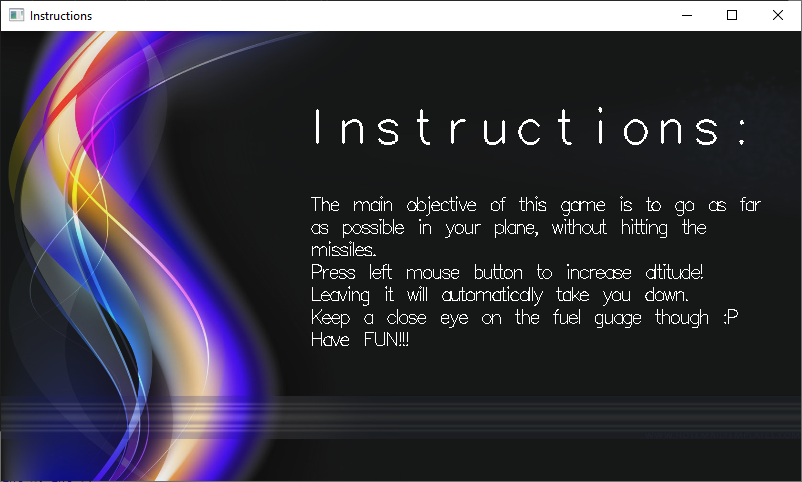 Instructions
Instructions:
The main objective of this game is to go as far
as possible in your plane, without hitting the
missiles.
Press left mouse button to increase altitude!
Leaving it will automatically take you down.
Keep a close eye on the fuel guage though :P
Have FUN!!!